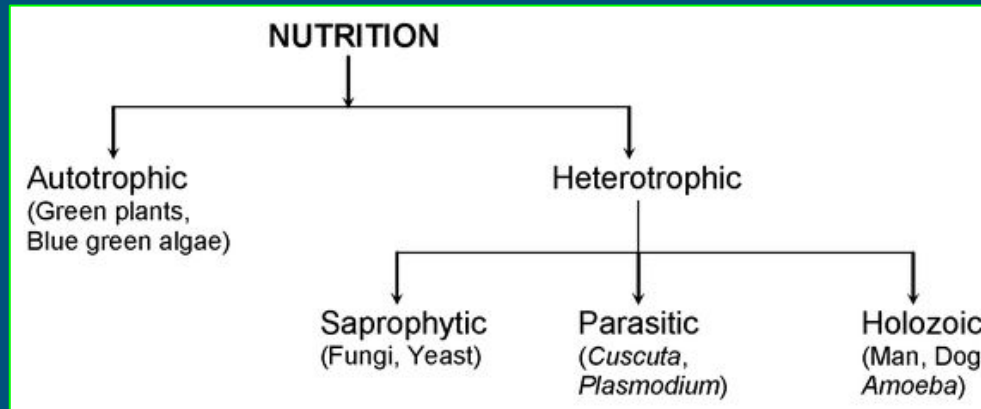 NUTRITION
Autotrophic
(Green plants,
Blue green algae)
Heterotrophic
Saprophytic
(Fungi, Yeast)
Parasitic
(Cuscuta,
Plasmodium)
Holozoic
(Man, Dog
Amoeba)